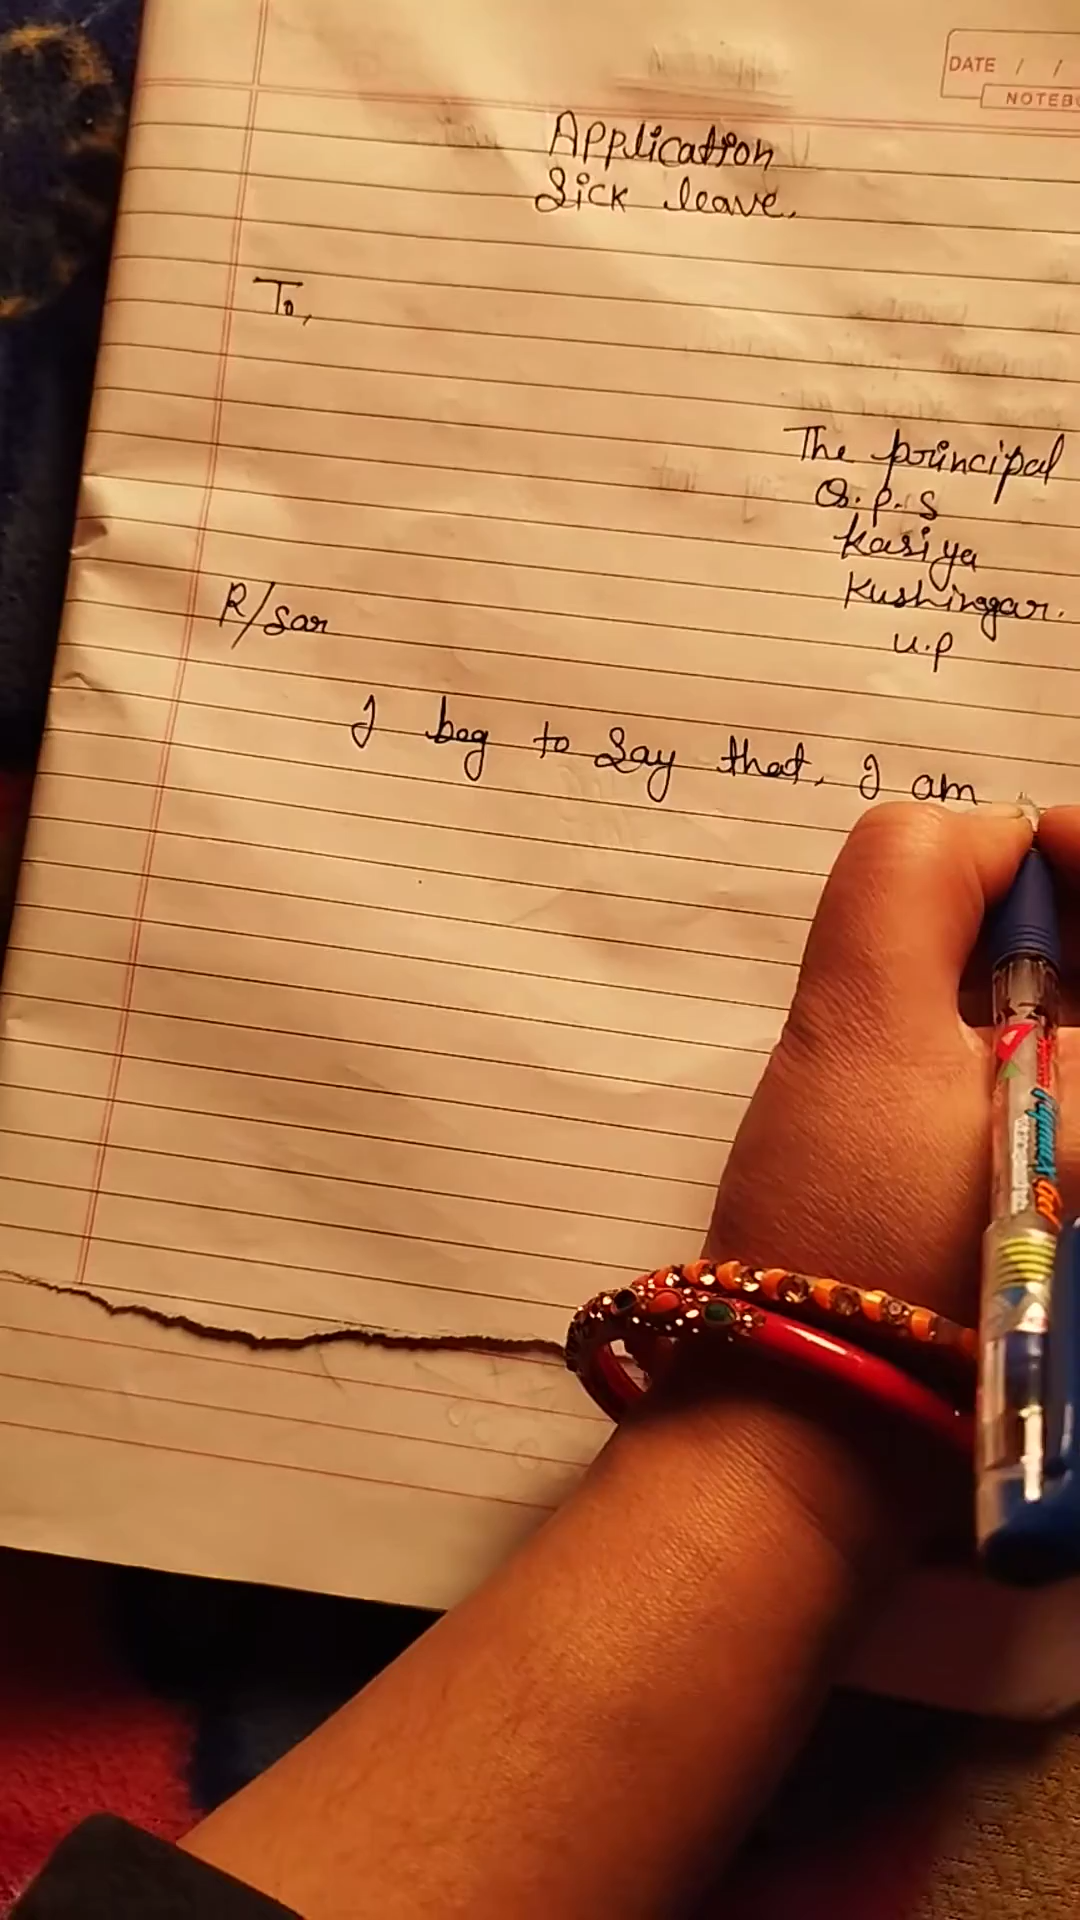 DATE / /
NOTEB
Application
Sick leave.
To,
The principal
P.S
Kasiya
Kushinagar.
U.P
R/sar
I beg to say that, I am